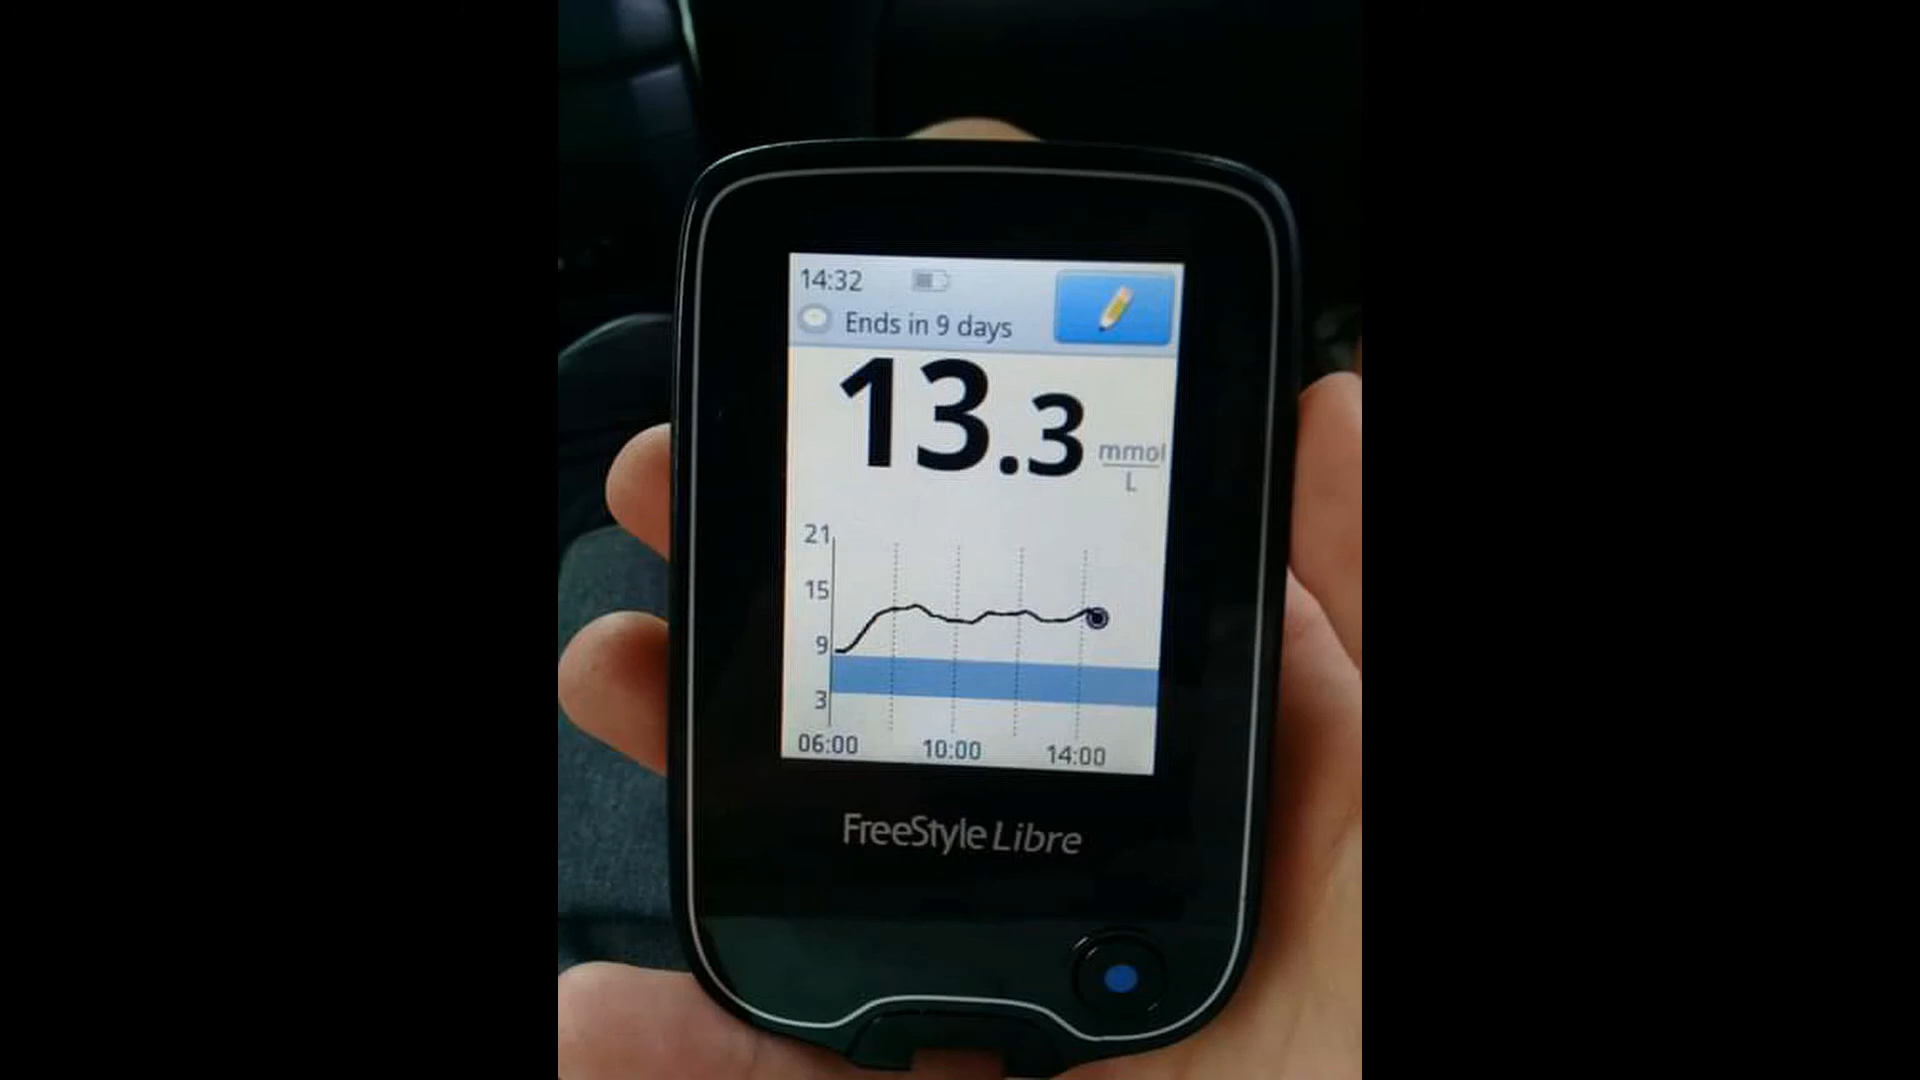 14:32
Ends in 9 days
13.3 mmol/L
21
15
9
3
06:00 10:00 14:00
FreeStyle Libre